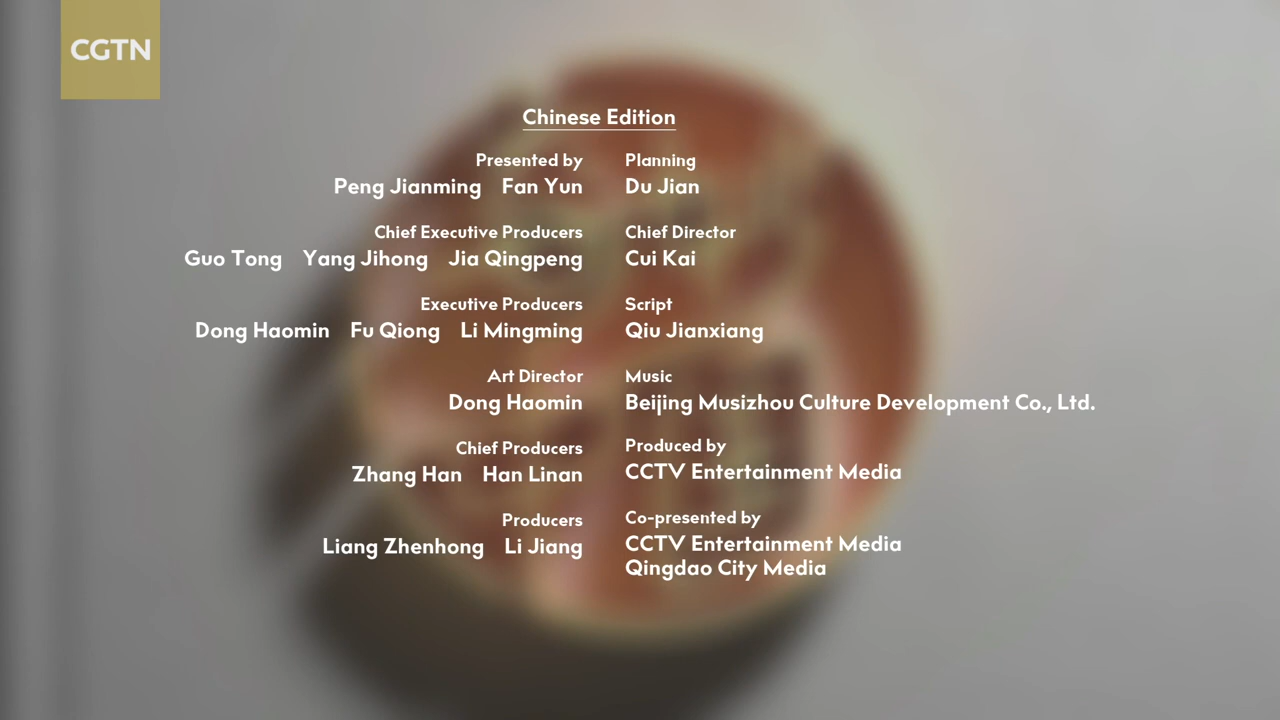 CGTN
Chinese Edition
Presented by
Peng Jianming Fan Yun
Chief Executive Producers
Guo Tong Yang Jihong Jia Qingpeng
Executive Producers
Dong Haomin Fu Qiong Li Mingming
Art Director
Dong Haomin
Chief Producers
Zhang Han Han Linan
Producers
Liang Zhenhong Li Jiang
Planning
Du Jian
Chief Director
Cui Kai
Script
Qiu Jianxiang
Music
Beijing Musizhou Culture Development Co., Ltd.
Produced by
CCTV Entertainment Media
Co-presented by
CCTV Entertainment Media
Qingdao City Media